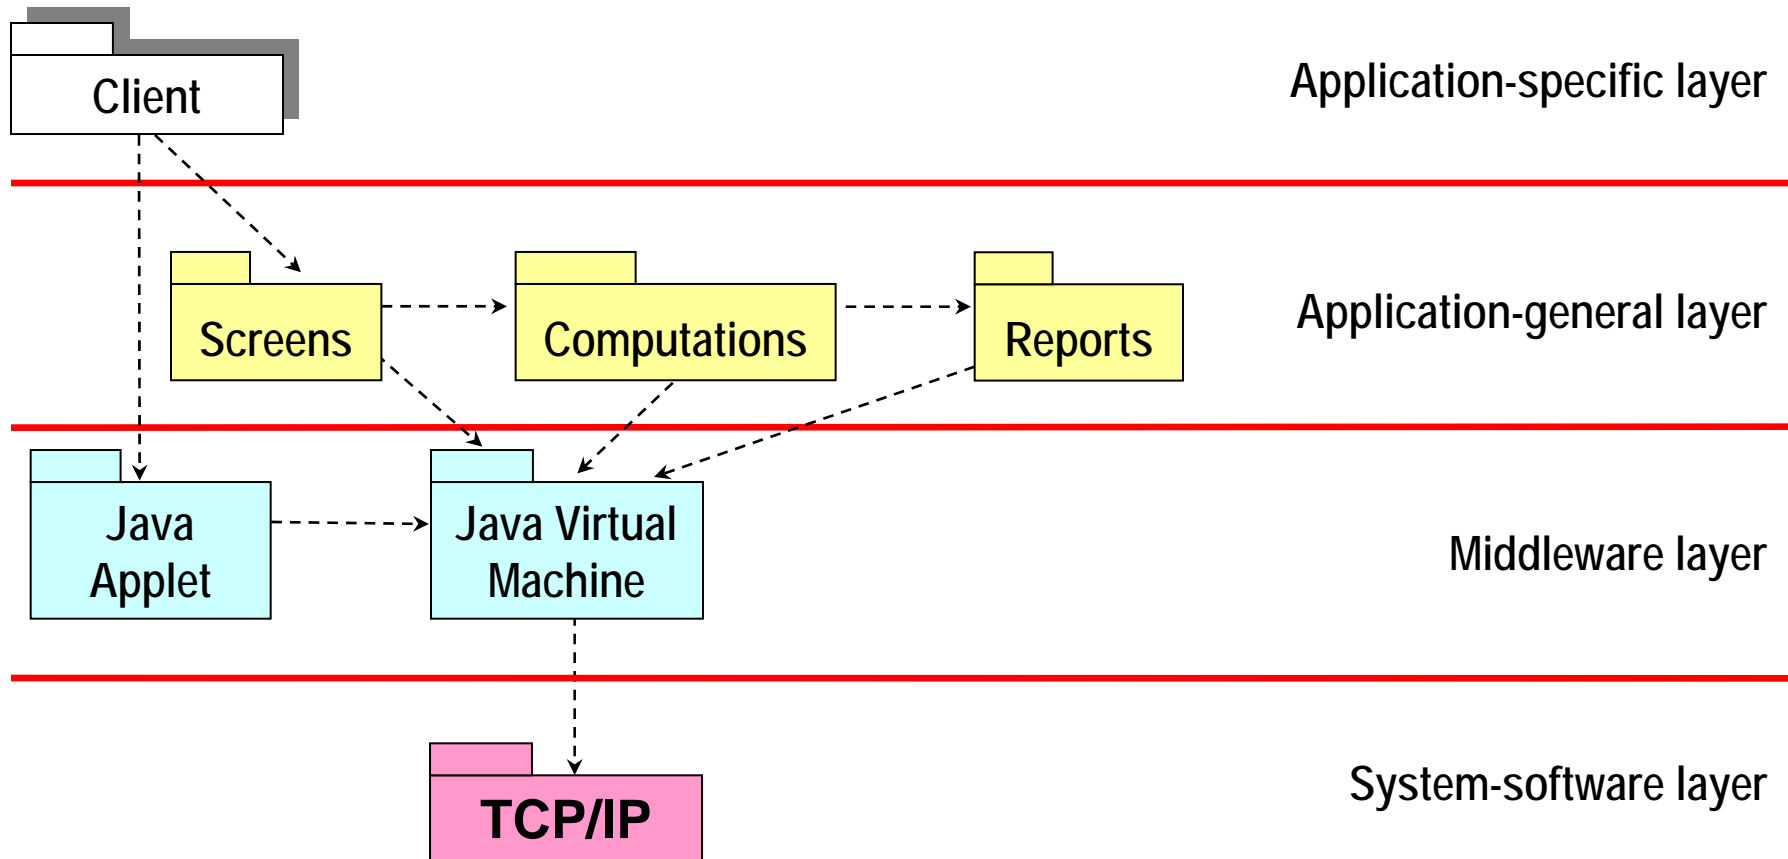 Client
Application-specific layer
Screens
Computations
Reports
Application-general layer
Java
Applet
Java Virtual
Machine
Middleware layer
TCP/IP
System-software layer